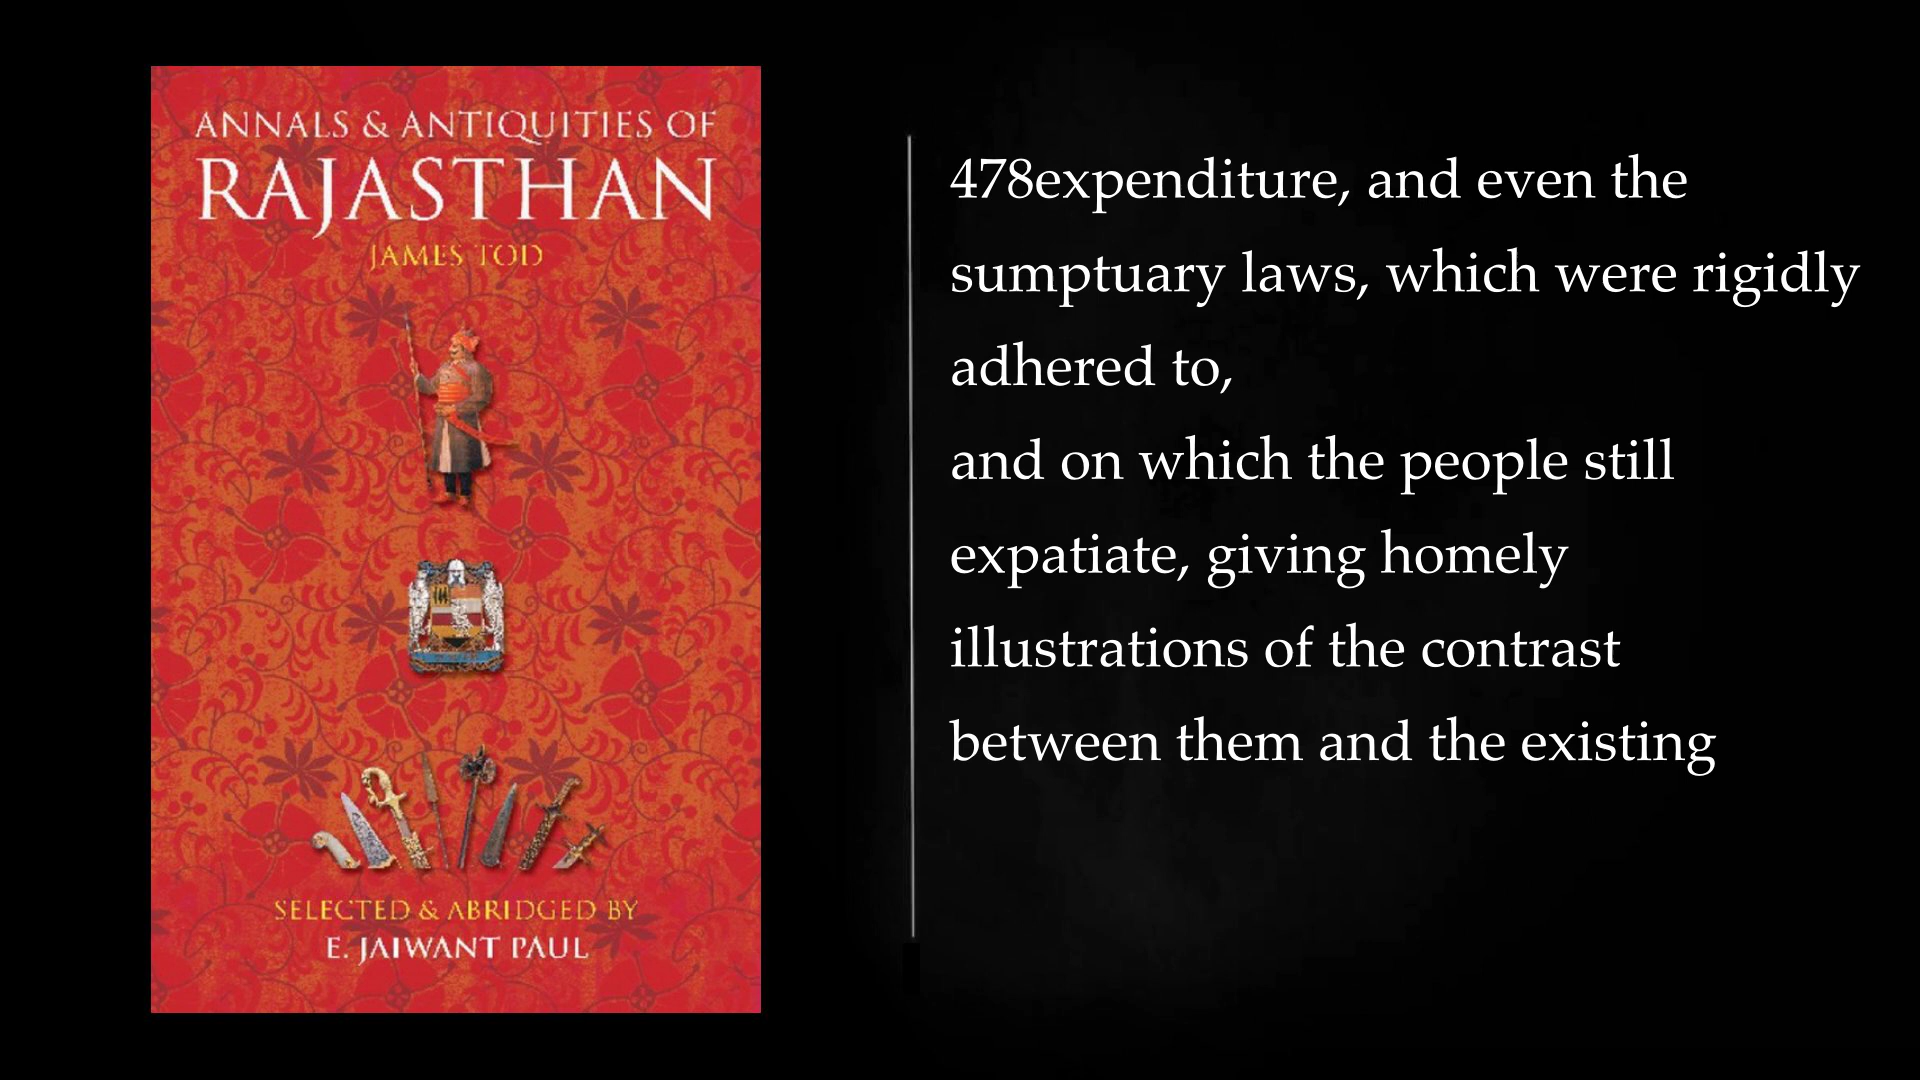 ANNALS & ANTIQUITIES OF
RAJASTHAN
JAMES TOD
SELECTED & ABRIDGED BY
E. JAIWANT PAUL
478expenditure, and even the
sumptuary laws, which were rigidly
adhered to,
and on which the people still
expatiate, giving homely
illustrations of the contrast
between them and the existing